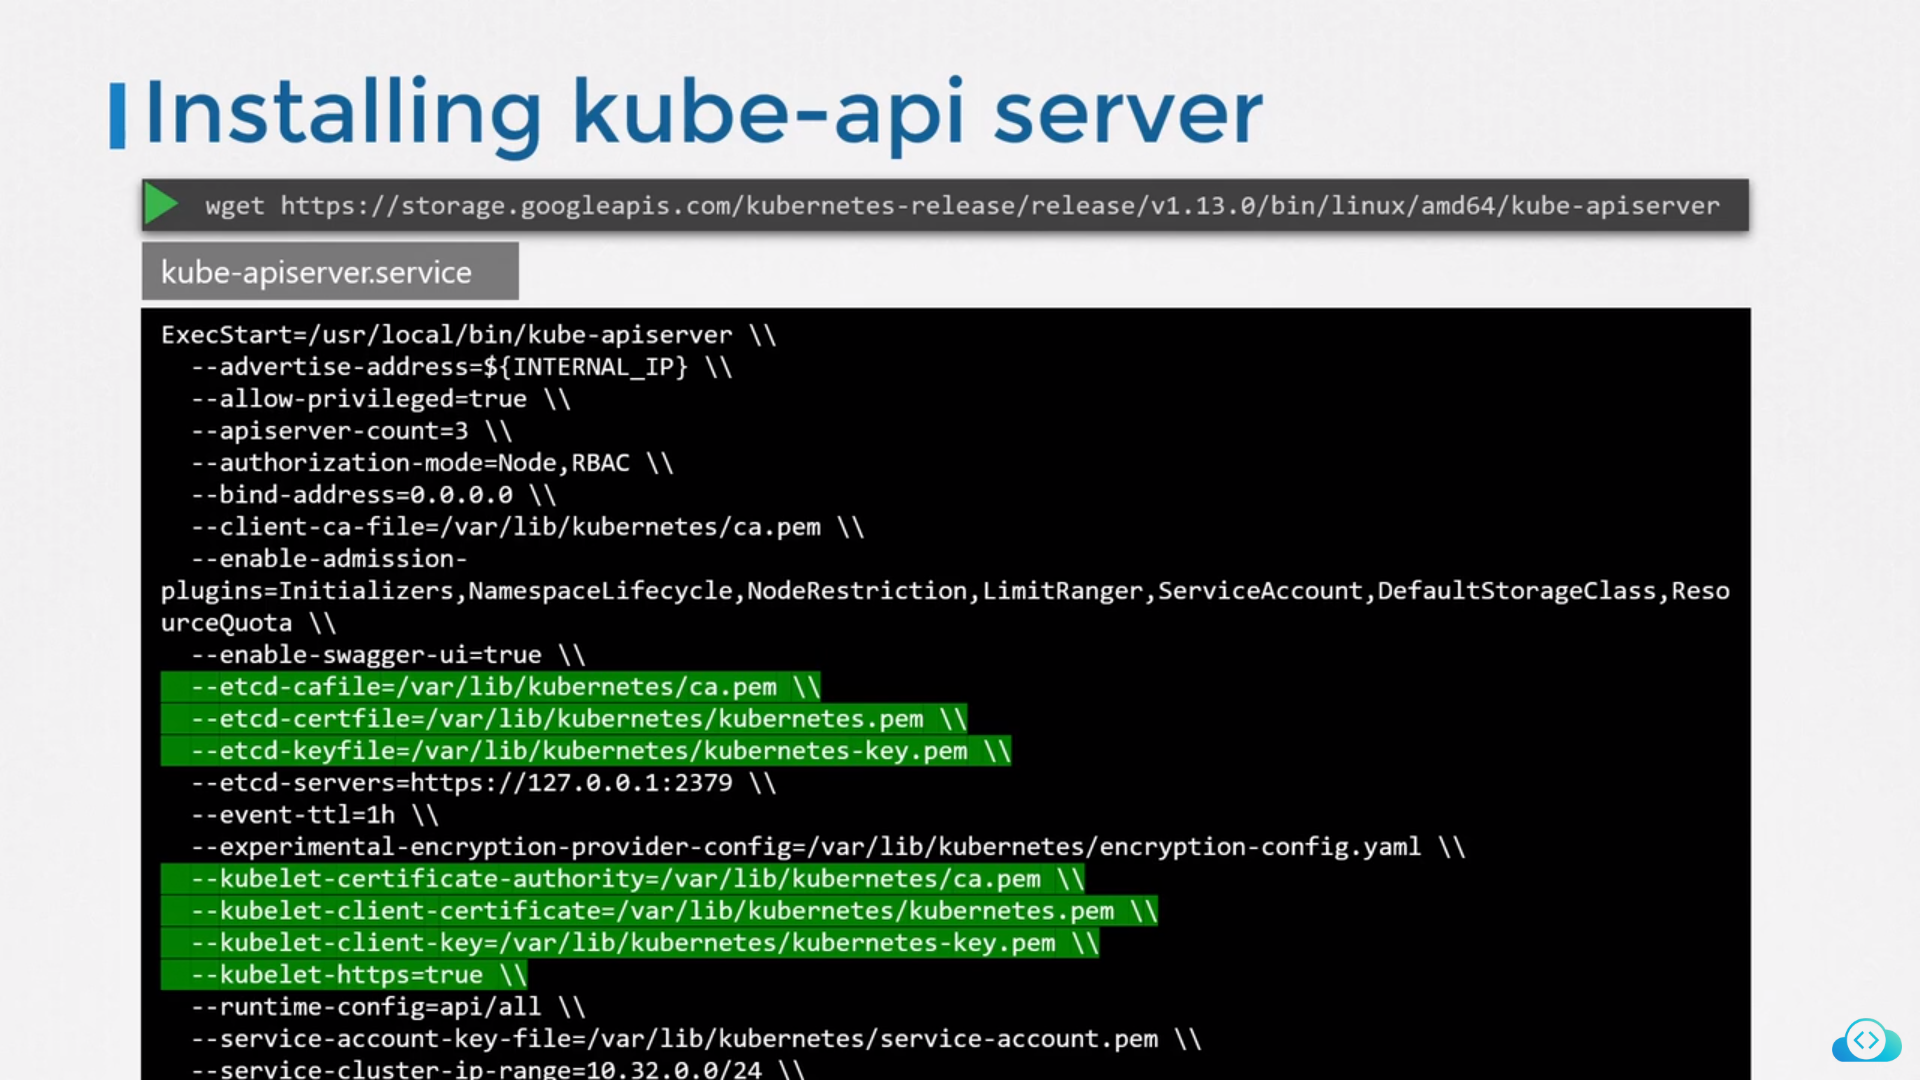 Installing kube-api server
wget https://storage.googleapis.com/kubernetes-release/release/v1.13.0/bin/linux/amd64/kube-apiserver
kube-apiserver.service
ExecStart=/usr/local/bin/kube-apiserver \\
  --advertise-address=${INTERNAL_IP} \\
  --allow-privileged=true \\
  --apiserver-count=3 \\
  --authorization-mode=Node,RBAC \\
  --bind-address=0.0.0.0 \\
  --client-ca-file=/var/lib/kubernetes/ca.pem \\
  --enable-admission-
plugins=Initializers,NamespaceLifecycle,NodeRestriction,LimitRanger,ServiceAccount,DefaultStorageClass,Reso
urceQuota \\
  --enable-swagger-ui=true \\
  --etcd-cafile=/var/lib/kubernetes/ca.pem \\
  --etcd-certfile=/var/lib/kubernetes/kubernetes.pem \\
  --etcd-keyfile=/var/lib/kubernetes/kubernetes-key.pem \\
  --etcd-servers=https://127.0.0.1:2379 \\
  --event-ttl=1h \\
  --experimental-encryption-provider-config=/var/lib/kubernetes/encryption-config.yaml \\
  --kubelet-certificate-authority=/var/lib/kubernetes/ca.pem \\
  --kubelet-client-certificate=/var/lib/kubernetes/kubernetes.pem \\
  --kubelet-client-key=/var/lib/kubernetes/kubernetes-key.pem \\
  --kubelet-https=true \\
  --runtime-config=api/all \\
  --service-account-key-file=/var/lib/kubernetes/service-account.pem \\
  --service-cluster-ip-range=10.32.0.0/24 \\